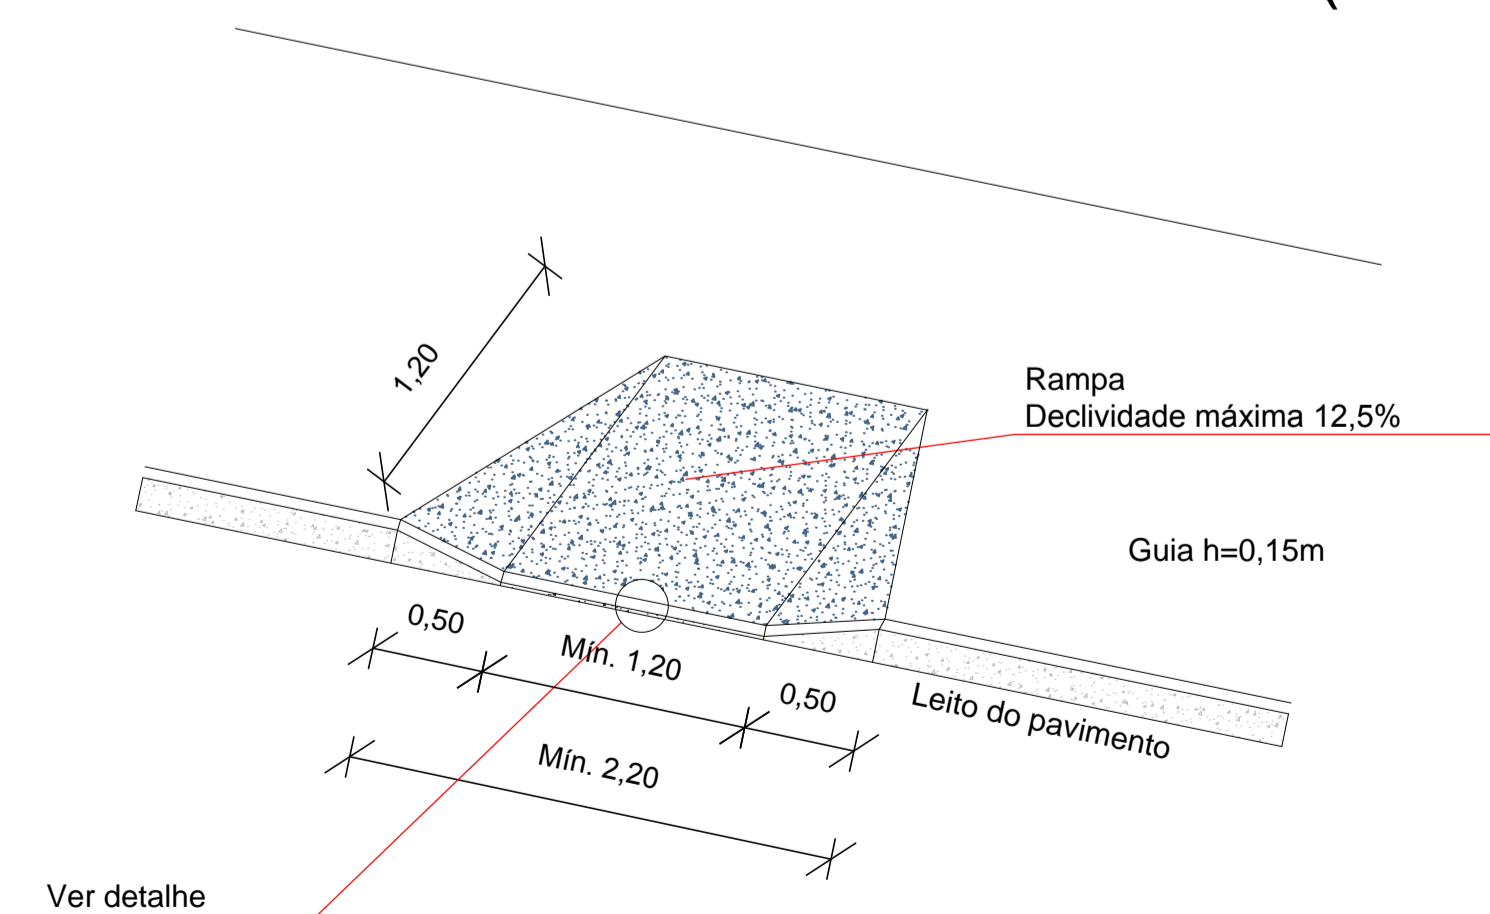 1,20
Rampa
Declividade máxima 12,5%
Guia h=0,15m
0,50
Mín. 1,20
0,50
Leito do pavimento
Mín. 2,20
Ver detalhe